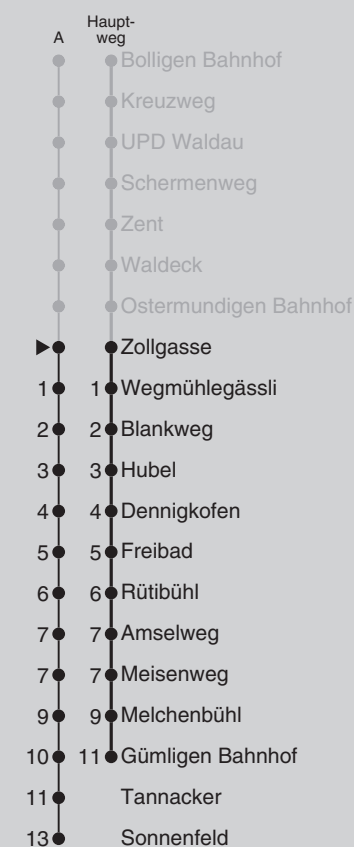 A Haupt-
weg
Bolligen Bahnhof
Kreuzweg
UPD Waldau
Schermenweg
Zent
Waldeck
Ostermundigen Bahnhof
Zollgasse
1 1 Wegmühlegässli
2 2 Blankweg
3 3 Hubel
4 4 Dennigkofen
5 5 Freibad
6 6 Rütibühl
7 7 Amselweg
7 7 Meisenweg
9 9 Melchenbühl
10 11 Gümligen Bahnhof
11 Tannacker
13 Sonnenfeld